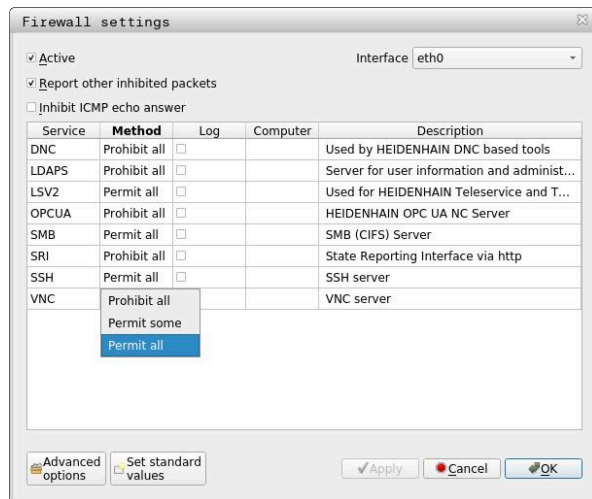 Firewall settings
Active
Interface eth0
Report other inhibited packets
Inhibit ICMP echo answer
Service Method Log Computer Description
DNC Prohibit all Used by HEIDENHAIN DNC based tools
LDAPS Prohibit all Server for user information and administ...
LSV2 Permit all Used for HEIDENHAIN Teleservice and T...
OPCUA Prohibit all HEIDENHAIN OPC UA NC Server
SMB Permit all SMB (CIFS) Server
SRI Prohibit all State Reporting Interface via http
SSH Permit all SSH server
VNC Prohibit all VNC server
Permit some
Permit all
Advanced options
Set standard values
Apply
Cancel
OK